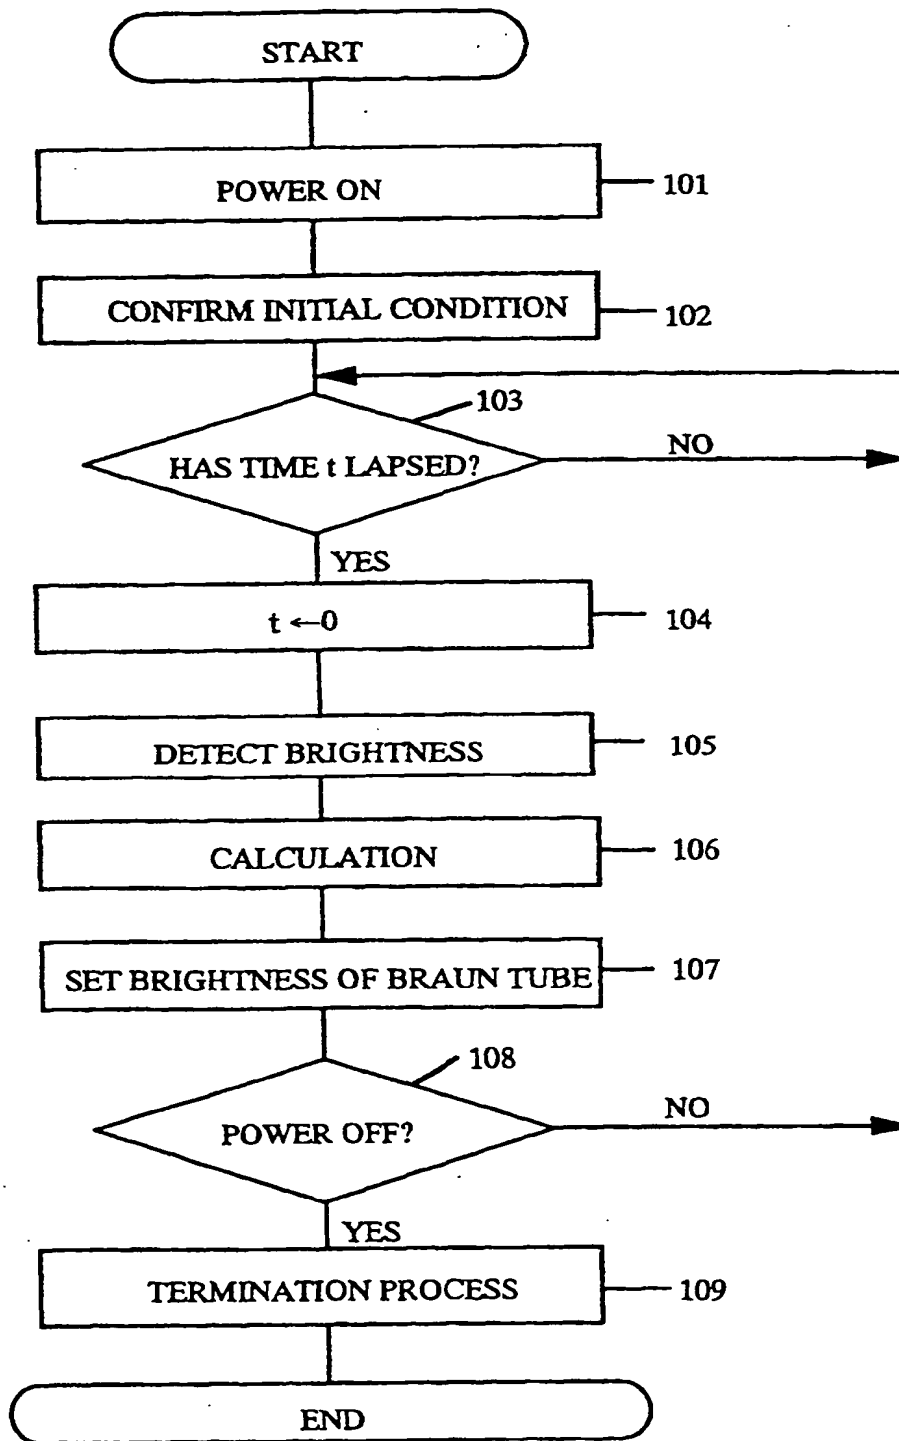 START
POWER ON
101
CONFIRM INITIAL CONDITION
102
103
HAS TIME t LAPSED?
NO
YES
t ←0
104
DETECT BRIGHTNESS
105
CALCULATION
106
SET BRIGHTNESS OF BRAUN TUBE
107
108
POWER OFF?
NO
YES
TERMINATION PROCESS
109
END